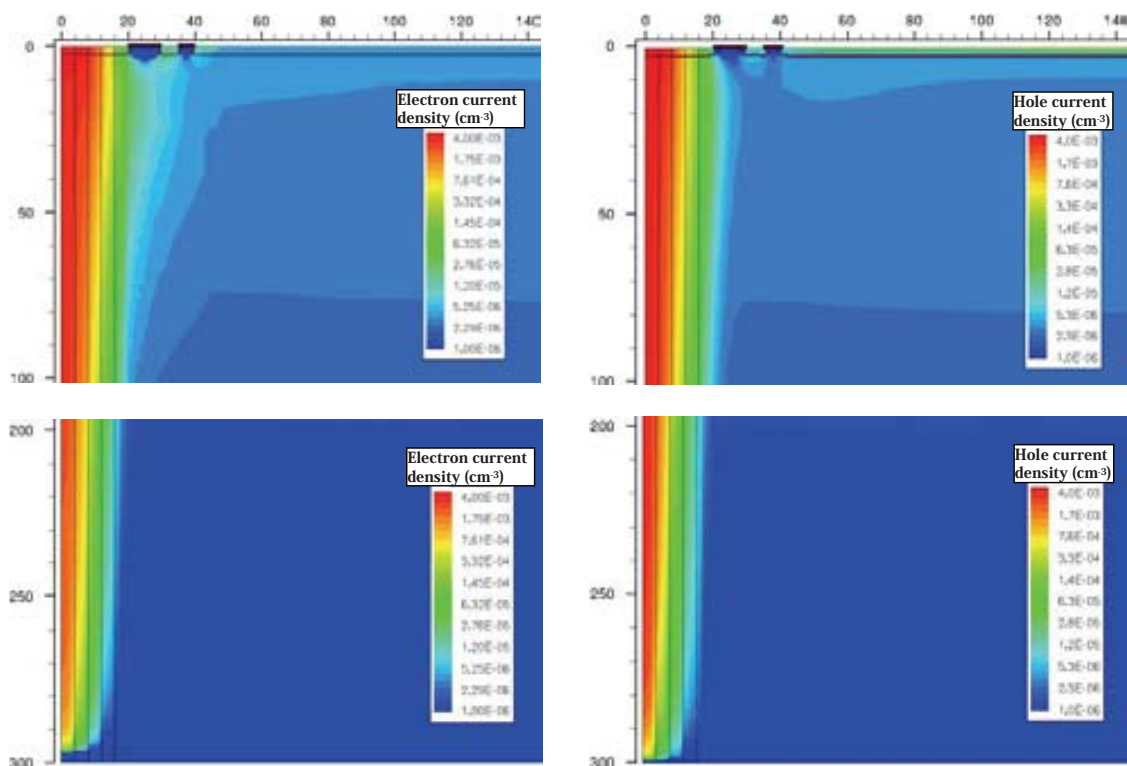 0 20 40 60 80 100 120 14
0
50
100
Electron current
density (cm-3)
4.00E-03
1.75E-03
7.61E-04
3.32E-04
1.45E-04
6.32E-05
2.76E-05
1.20E-05
5.25E-06
2.29E-06
1.00E-06
0 20 40 60 80 100 120 14
0
50
100
Hole current
density (cm-3)
4.0E-03
1.7E-03
7.6E-04
3.3E-04
1.4E-04
6.3E-05
2.8E-05
1.2E-05
5.3E-06
2.3E-06
1.0E-06
200
250
300
Electron current
density (cm-3)
4.00E-03
1.75E-03
7.61E-04
3.32E-04
1.45E-04
6.32E-05
2.76E-05
1.20E-05
5.25E-06
2.29E-06
1.00E-06
200
250
300
Hole current
density (cm-3)
4.0E-03
1.7E-03
7.6E-04
3.3E-04
1.4E-04
6.3E-05
2.8E-05
1.2E-05
5.3E-06
2.3E-06
1.0E-06